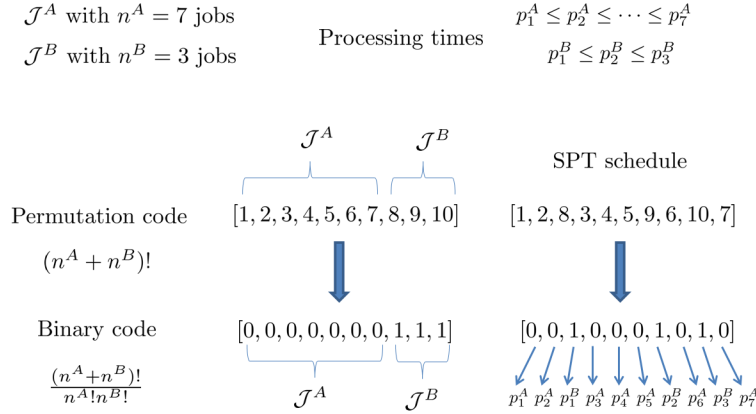 𝒥^A with n^A = 7 jobs
𝒥^B with n^B = 3 jobs
Processing times
p_1^A ≤ p_2^A ≤ ⋯ ≤ p_7^A
p_1^B ≤ p_2^B ≤ p_3^B
𝒥^A 𝒥^B
SPT schedule
Permutation code
[1, 2, 3, 4, 5, 6, 7, 8, 9, 10]
[1, 2, 8, 3, 4, 5, 9, 6, 10, 7]
(n^A + n^B)!
Binary code
[0, 0, 0, 0, 0, 0, 0, 1, 1, 1]
[0, 0, 1, 0, 0, 0, 1, 0, 1, 0]
(n^A+n^B)!
n^A!n^B!
𝒥^A 𝒥^B
p_1^A p_2^A p_1^B p_3^A p_4^A p_5^A p_2^B p_6^A p_3^B p_7^A